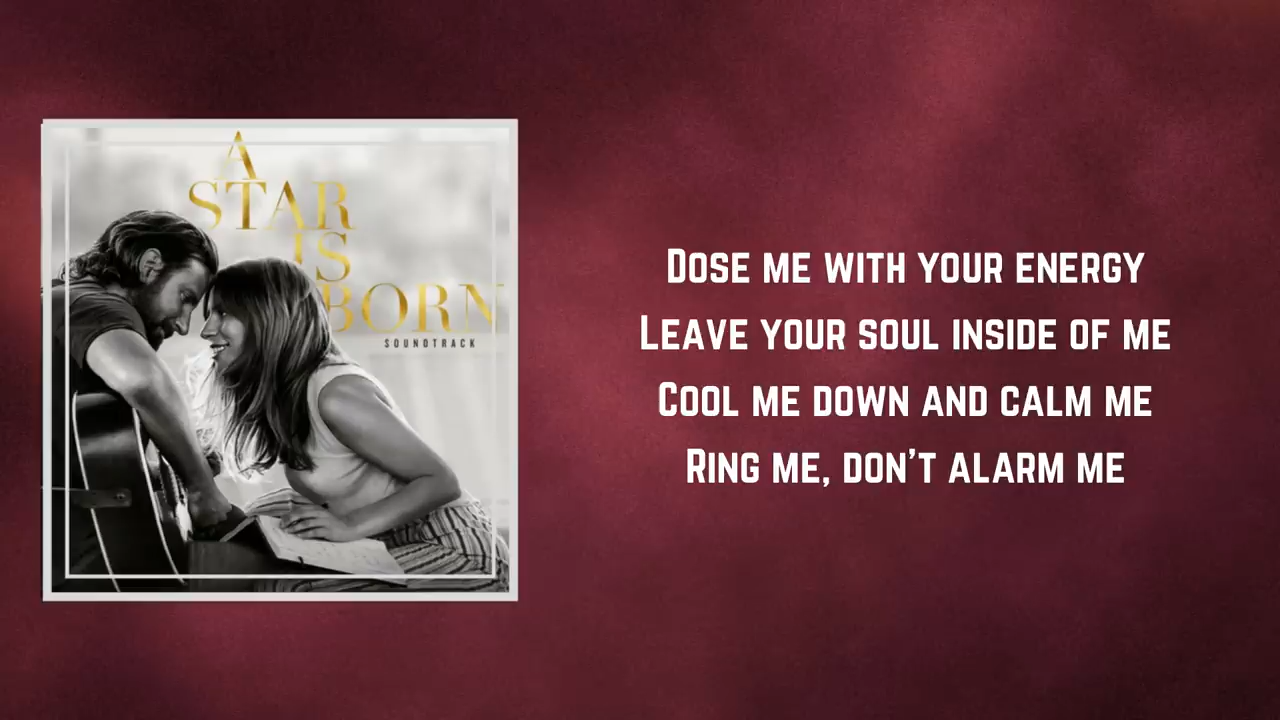 A
STAR
IS
BORN
SOUNDTRACK
Dose me with your energy
Leave your soul inside of me
Cool me down and calm me
Ring me, don't alarm me